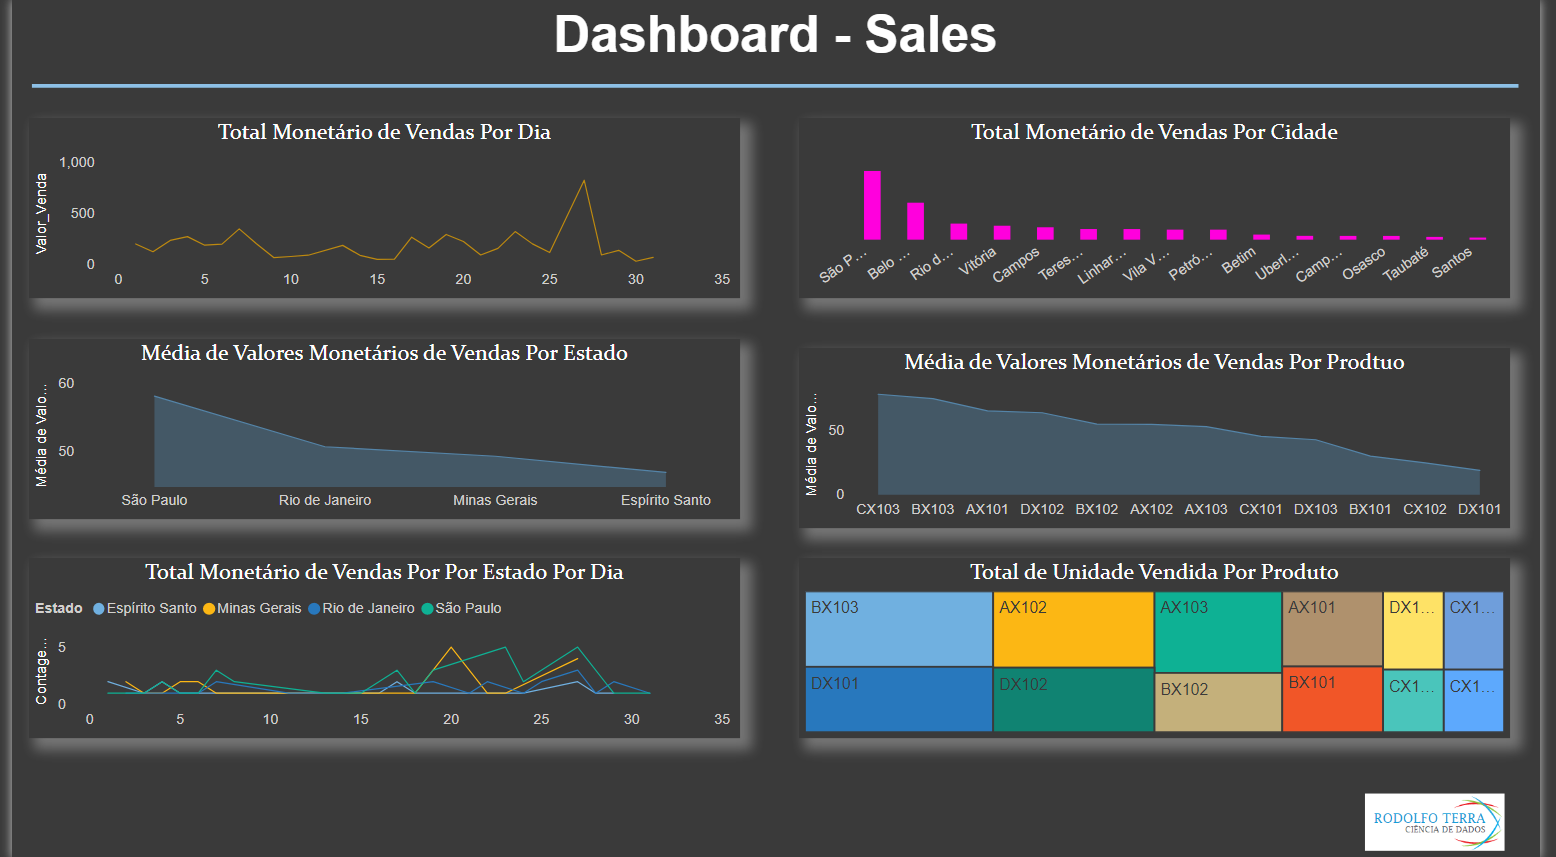 Dashboard - Sales
Total Monetário de Vendas Por Dia
Valor_Venda
1,000
500
0
0 5 10 15 20 25 30 35
Total Monetário de Vendas Por Cidade
São P... Belo ... Rio d... Vitória Campos Teres... Linhar... Vila V... Petró... Betim Uberl... Camp... Osasco Taubaté Santos
Média de Valores Monetários de Vendas Por Estado
Média de Valo...
60
50
São Paulo Rio de Janeiro Minas Gerais Espírito Santo
Média de Valores Monetários de Vendas Por Prodtuo
Média de Valo...
50
0
CX103 BX103 AX101 DX102 BX102 AX102 AX103 CX101 DX103 BX101 CX102 DX101
Total Monetário de Vendas Por Por Estado Por Dia
Estado Espírito Santo Minas Gerais Rio de Janeiro São Paulo
Contage...
5
0
0 5 10 15 20 25 30 35
Total de Unidade Vendida Por Produto
BX103 AX102 AX103 AX101 DX1... CX1...
DX101 DX102 BX102 BX101 CX1... CX1...
RODOLFO TERRA
CIÊNCIA DE DADOS